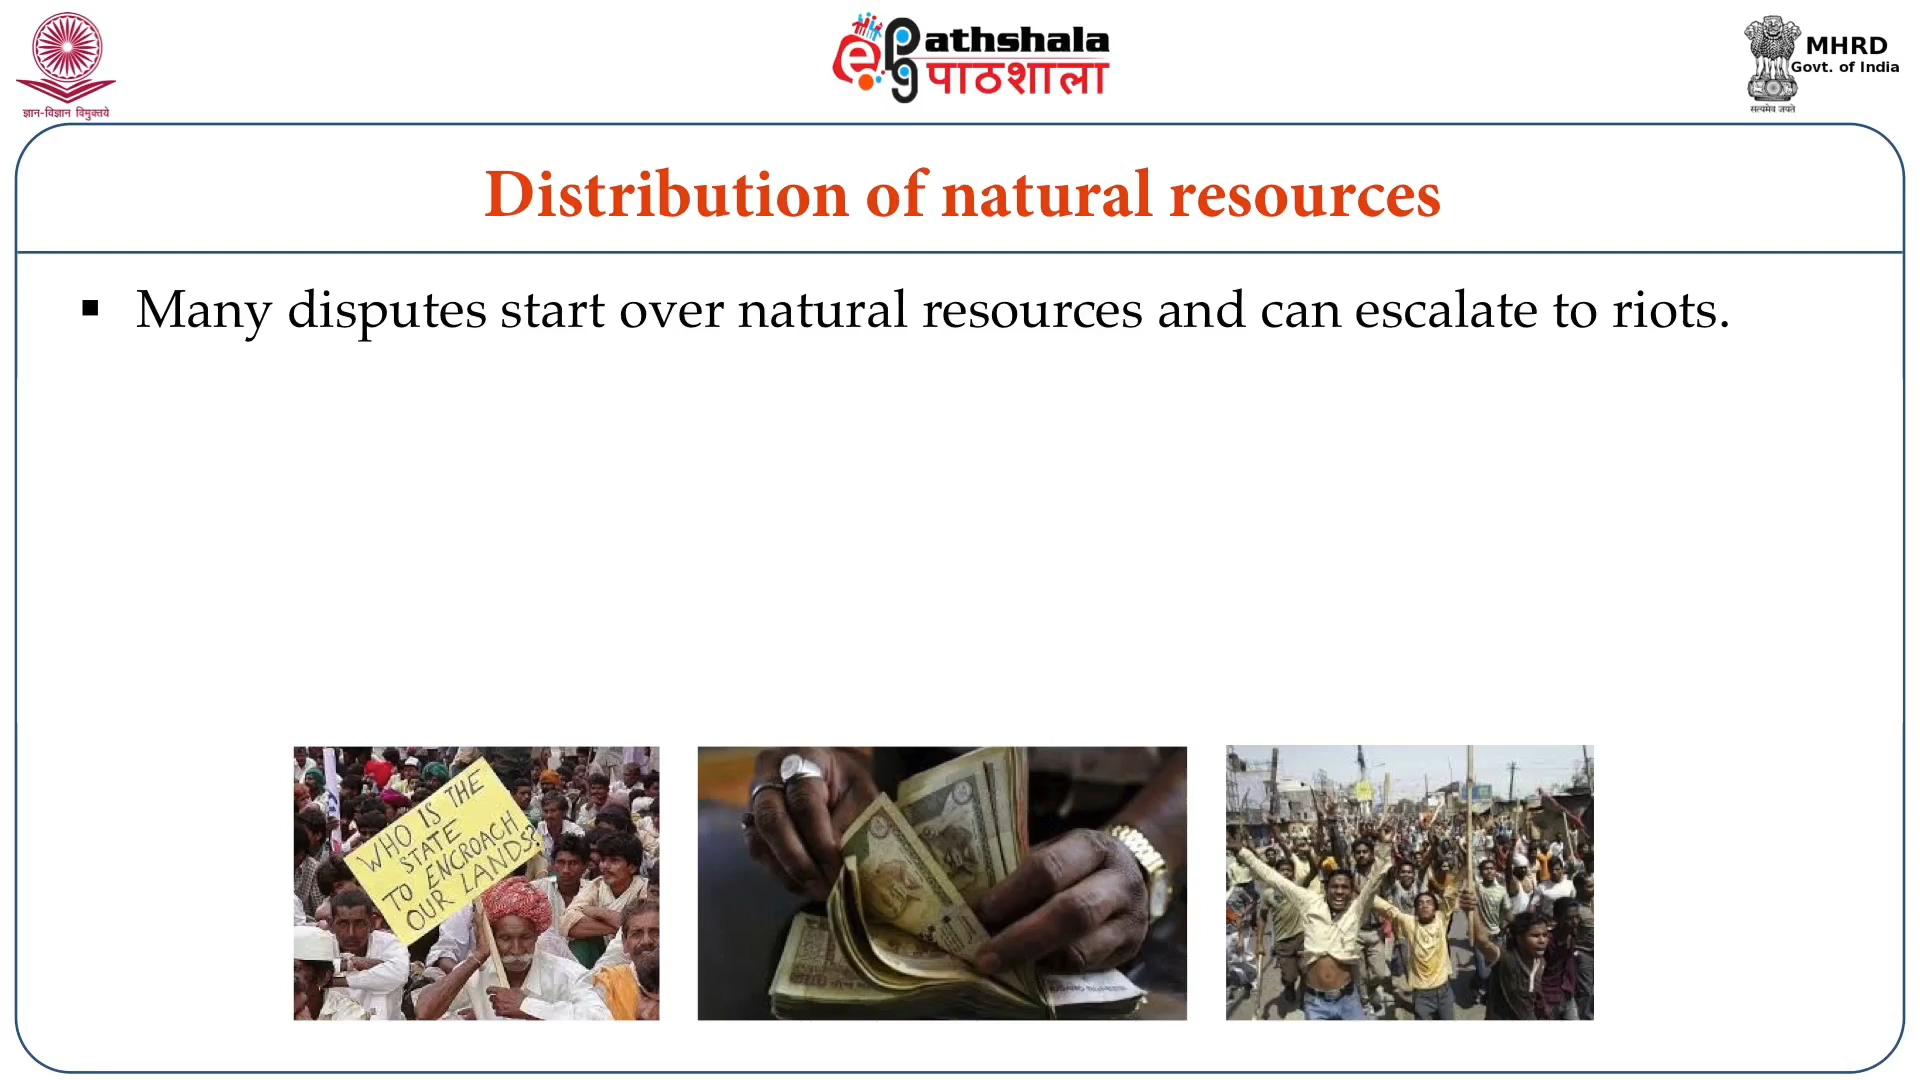 ज्ञान-विज्ञान विमुक्तये
e
pg
athshala
पाठशाला
MHRD
Govt. of India
सत्यमेव जयते
Distribution of natural resources
▪ Many disputes start over natural resources and can escalate to riots.
WHO IS THE
STATE
TO ENCROACH
OUR LANDS?